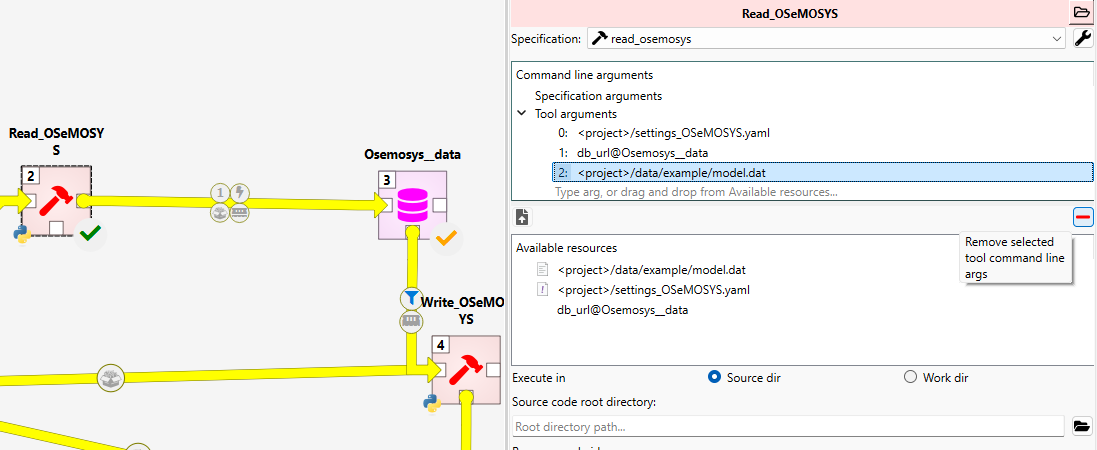 Read_OSeMOSY
S
2
1
Osemosys__data
3
Write_OSeMO
YS
4
Read_OSeMOSYS
Specification:
read_osemosys
Command line arguments
Specification arguments
Tool arguments
0: <project>/settings_OSeMOSYS.yaml
1: db_url@Osemosys__data
2: <project>/data/example/model.dat
Type arg, or drag and drop from Available resources...
Remove selected
tool command line
args
Available resources
<project>/data/example/model.dat
! <project>/settings_OSeMOSYS.yaml
db_url@Osemosys__data
Execute in
Source dir
Work dir
Source code root directory:
Root directory path...